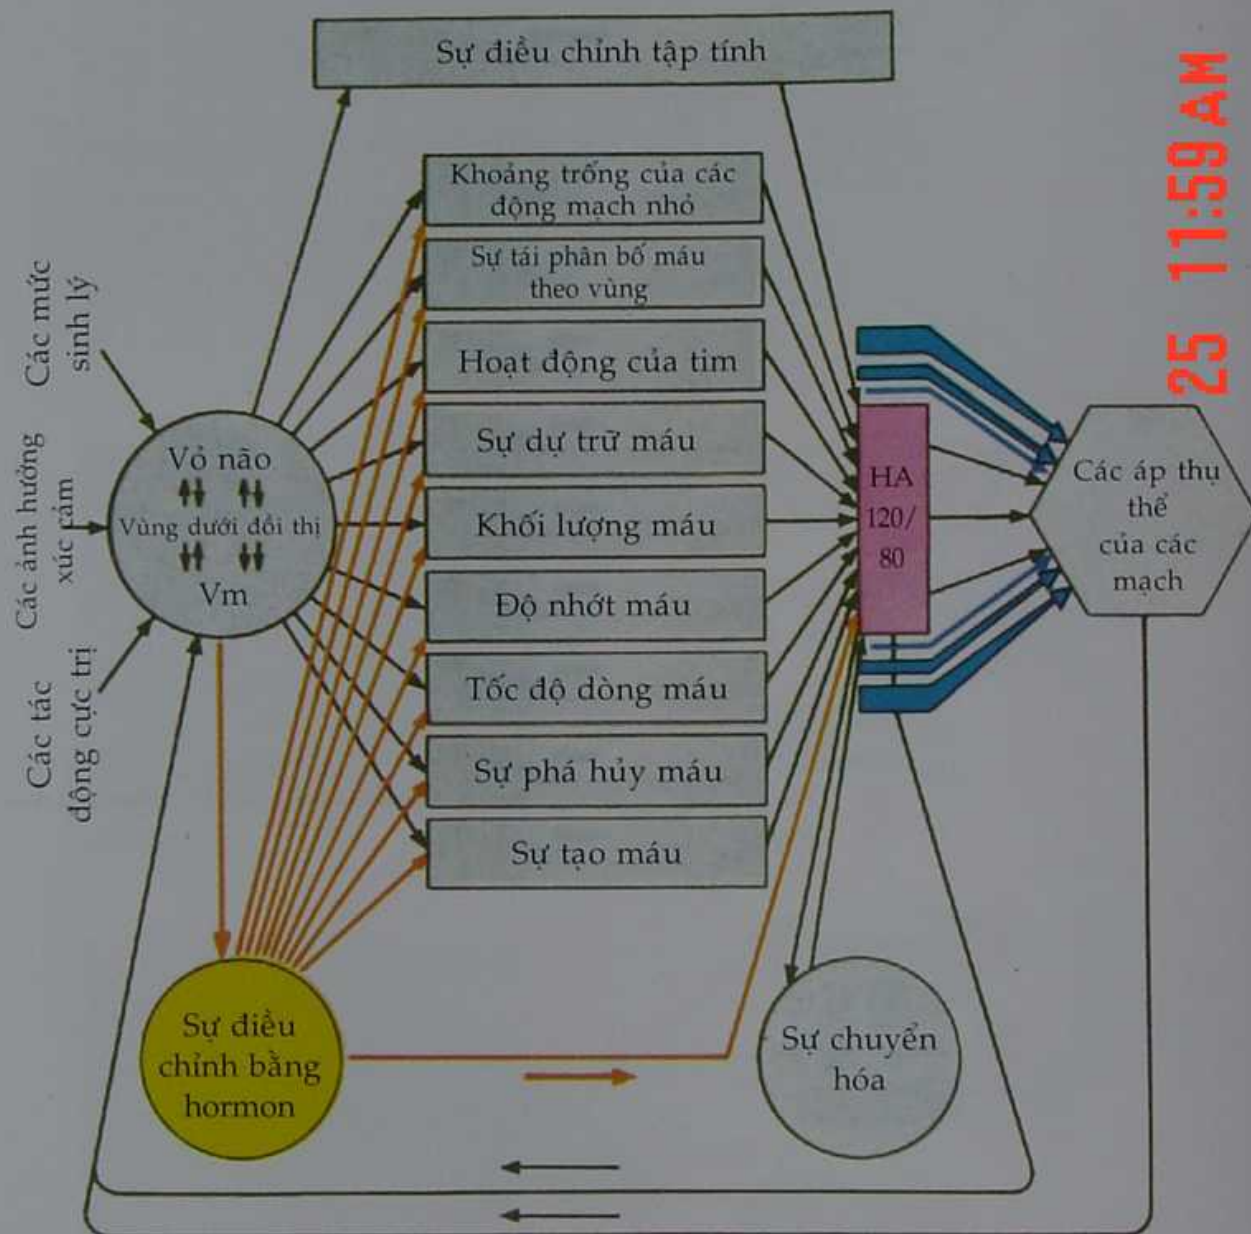 Sự điều chỉnh tập tính
Khoảng trống của các
động mạch nhỏ
Sự tái phân bố máu
theo vùng
Hoạt động của tim
Sự dự trữ máu
Khối lượng máu
Độ nhớt máu
Tốc độ dòng máu
Sự phá hủy máu
Sự tạo máu
Các mức
sinh lý
Các ảnh hưởng
xúc cảm
Các tác
động cực trị
Vỏ não
Vùng dưới đồi thị
Vm
HA
120/
80
Các áp thụ
thể
của các
mạch
Sự điều
chỉnh bằng
hormon
Sự chuyển
hóa
25 11:59 AM